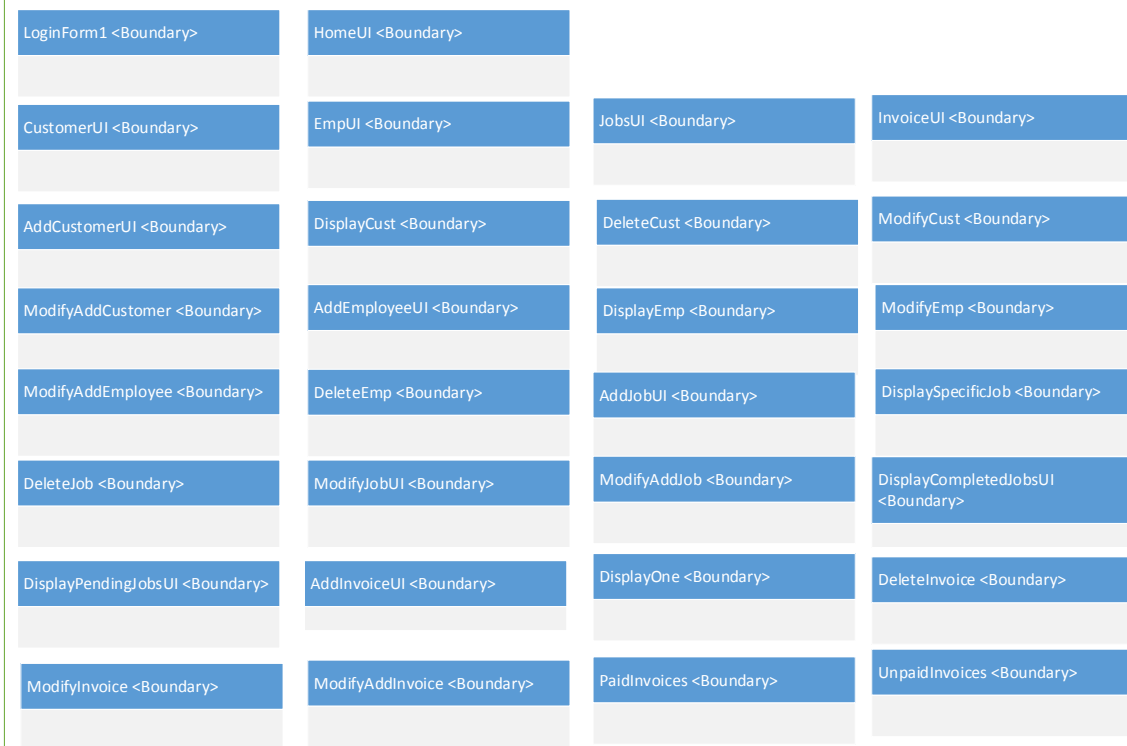 LoginForm1 <Boundary>
HomeUI <Boundary>
CustomerUI <Boundary>
EmpUI <Boundary>
JobsUI <Boundary>
InvoiceUI <Boundary>
AddCustomerUI <Boundary>
DisplayCust <Boundary>
DeleteCust <Boundary>
ModifyCust <Boundary>
ModifyAddCustomer <Boundary>
AddEmployeeUI <Boundary>
DisplayEmp <Boundary>
ModifyEmp <Boundary>
ModifyAddEmployee <Boundary>
DeleteEmp <Boundary>
AddJobUI <Boundary>
DisplaySpecificJob <Boundary>
DeleteJob <Boundary>
ModifyJobUI <Boundary>
ModifyAddJob <Boundary>
DisplayCompletedJobsUI
<Boundary>
DisplayPendingJobsUI <Boundary>
AddInvoiceUI <Boundary>
DisplayOne <Boundary>
DeleteInvoice <Boundary>
ModifyInvoice <Boundary>
ModifyAddInvoice <Boundary>
PaidInvoices <Boundary>
UnpaidInvoices <Boundary>